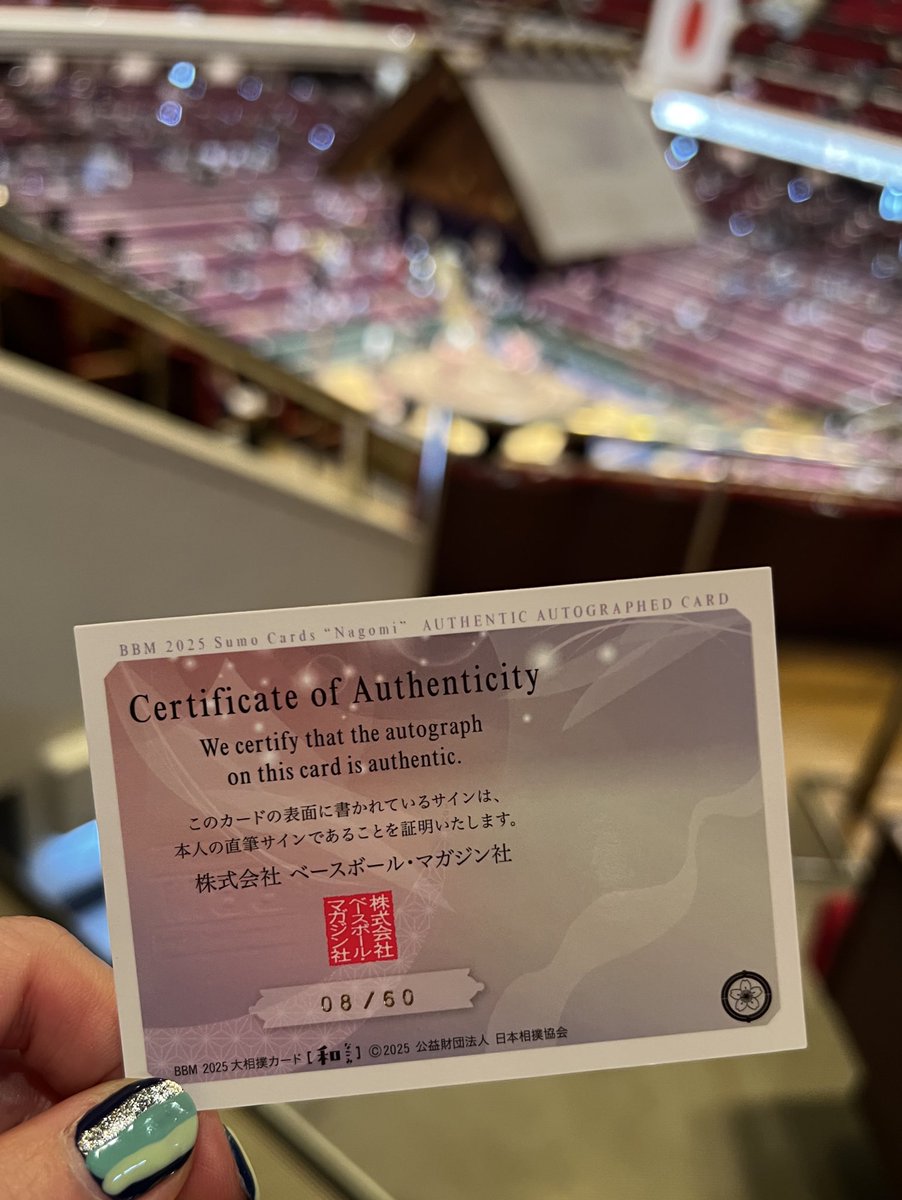 BBM 2025 Sumo Cards “Nagomi” AUTHENTIC AUTOGRAPHED CARD
Certificate of Authenticity
We certify that the autograph
on this card is authentic.
このカードの表面に書かれているサインは、
本人の直筆サインであることを証明いたします。
株式会社 ベースボール・マガジン社
株式会社
ベースボール・
マガジン社
08/60
BBM 2025 大相撲カード [和なごみ] ©2025 公益財団法人 日本相撲協会